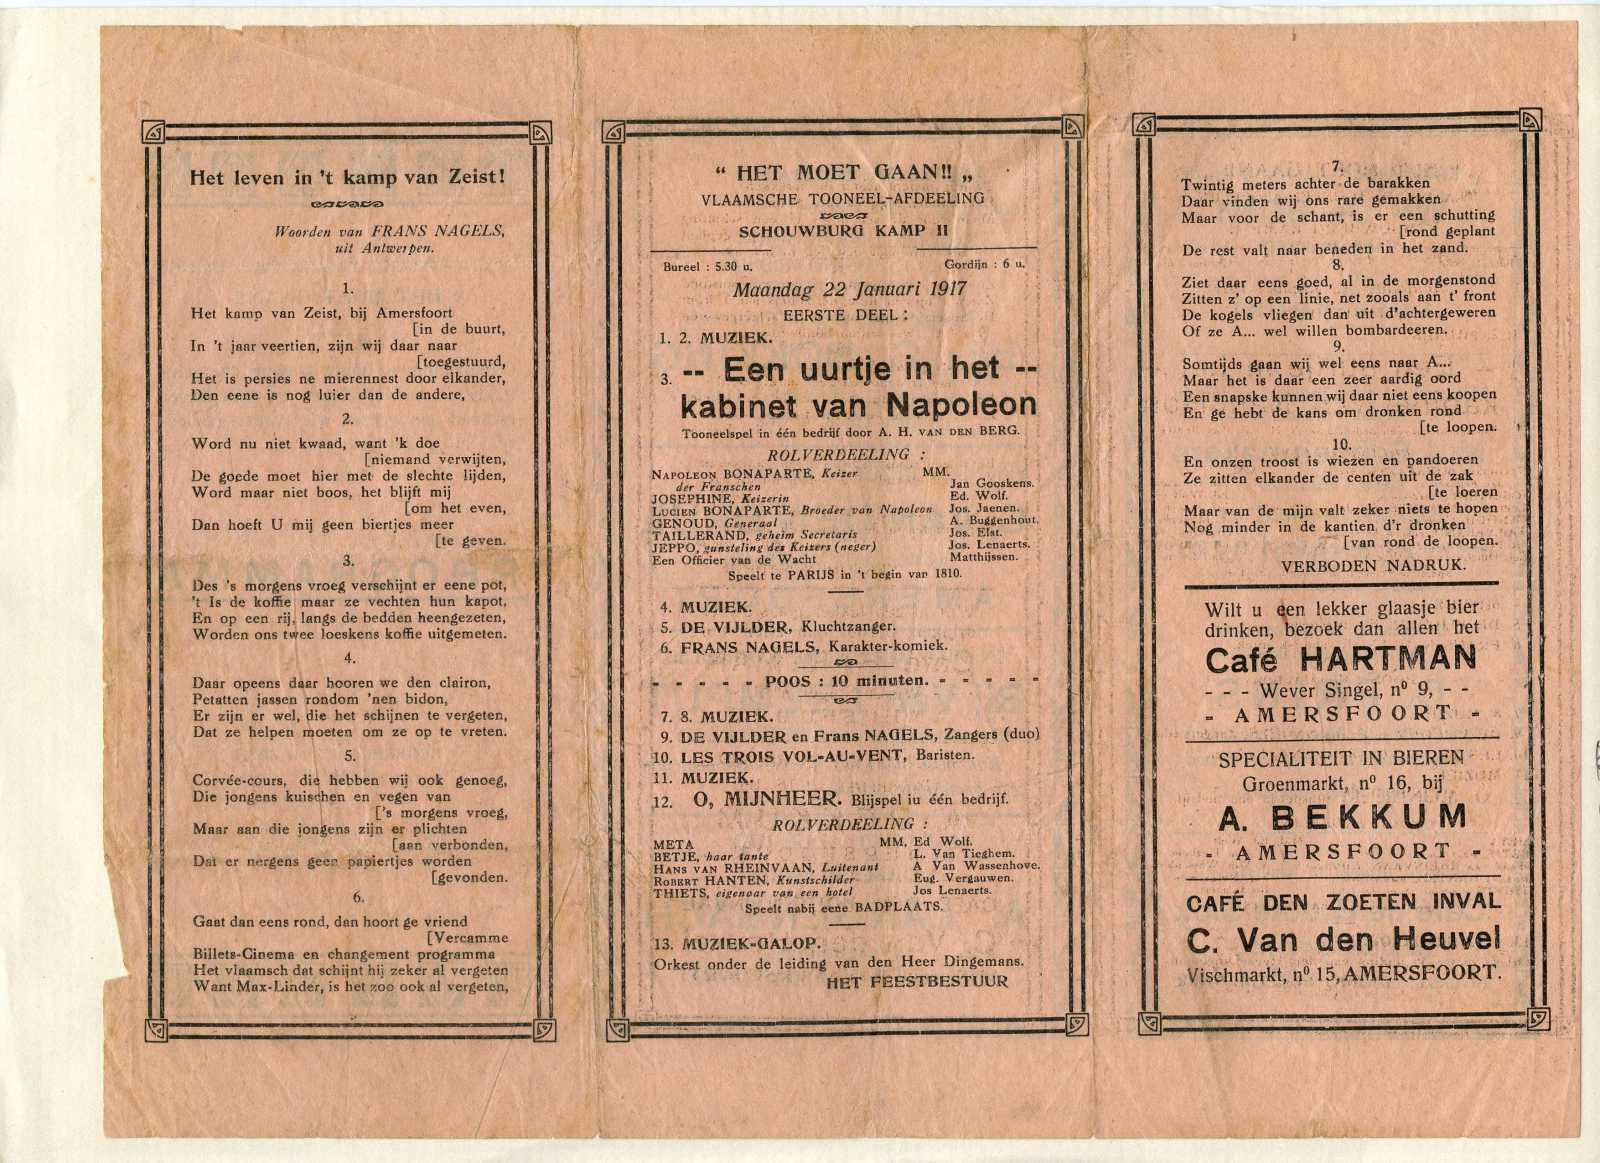 Het leven in 't kamp van Zeist!
Woorden van FRANS NAGELS,
uit Antwerpen.
1.
Het kamp van Zeist, bij Amersfoort
[in de buurt,
In 't jaar veertien, zijn wij daar naar
[toegestuurd,
Het is persies ne mierennest door elkander,
Den eene is nog luier dan de andere,
2.
Word nu niet kwaad, want 'k doe
[niemand verwijten,
De goede moet hier met de slechte lijden,
Word maar niet boos, het blijft mij
[om het even,
Dan hoeft U mij geen biertjes meer
[te geven.
3.
Des 's morgens vroeg verschijnt er eene pot,
't Is de koffie maar ze vechten hun kapot,
En op een rij, langs de bedden heengezeten,
Worden ons twee loeskens koffie uitgemeten.
4.
Daar opeens daar hooren we den clairon,
Petatten jassen rondom 'nen bidon,
Er zijn er wel, die het schijnen te vergeten,
Dat ze helpen moeten om ze op te vreten.
5.
Corvée-cours, die hebben wij ook genoeg,
Die jongens kuischen en vegen van
['s morgens vroeg,
Maar aan die jongens zijn er plichten
[aan verbonden,
Dat er nergens geen papiertjes worden
[gevonden.
6.
Gaat dan eens rond, dan hoort ge vriend
[Vercamme
Billets-Cinema en changement programma
Het vlaamsch dat schijnt hij zeker al vergeten
Want Max-Linder, is het zoo ook al vergeten,
“ HET MOET GAAN!! „
VLAAMSCHE TOONEEL-AFDEELING
SCHOUWBURG KAMP II
Bureel : 5.30 u. Gordijn : 6 u.
Maandag 22 Januari 1917
EERSTE DEEL :
1. 2. MUZIEK.
3. -- Een uurtje in het --
kabinet van Napoleon
Tooneelspel in één bedrijf door A. H. VAN DEN BERG.
ROLVERDEELING :
NAPOLEON BONAPARTE, Keizer MM.
der Franschen Jan Gooskens.
JOSEPHINE, Keizerin Ed. Wolf.
LUCIEN BONAPARTE, Broeder van Napoleon Jos. Jaenen.
GENOUD, Generaal A. Buggenhout.
TAILLERAND, geheim Secretaris Jos. Elst.
JEPPO, gunsteling des Keizers (neger) Jos. Lenaerts.
Een Officier van de Wacht Matthijssen.
Speelt te PARIJS in 't begin van 1810.
4. MUZIEK.
5. DE VIJLDER, Kluchtzanger.
6. FRANS NAGELS, Karakter-komiek.
- - - - - POOS : 10 minuten. - - - - -
7. 8. MUZIEK.
9. DE VIJLDER en Frans NAGELS, Zangers (duo)
10. LES TROIS VOL-AU-VENT, Baristen.
11. MUZIEK.
12. O, MIJNHEER. Blijspel iu één bedrijf.
ROLVERDEELING :
META MM, Ed Wolf.
BETJE, haar tante L. Van Tieghem.
HANS VAN RHEINVAAN, Luitenant A Van Wassenhove.
ROBERT HANTEN, Kunstschilder Eug. Vergauwen.
THIETS, eigenaar van een hotel Jos Lenaerts.
Speelt nabij eene BADPLAATS.
13. MUZIEK-GALOP.
Orkest onder de leiding van den Heer Dingemans.
HET FEESTBESTUUR
7.
Twintig meters achter de barakken
Daar vinden wij ons rare gemakken
Maar voor de schant, is er een schutting
[rond geplant
De rest valt naar beneden in het zand.
8.
Ziet daar eens goed, al in de morgenstond
Zitten z' op een linie, net zooals aan t' front
De kogels vliegen dan uit d'achtergeweren
Of ze A... wel willen bombardeeren.
9.
Somtijds gaan wij wel eens naar A...
Maar het is daar een zeer aardig oord
Een snapske kunnen wij daar niet eens koopen
En ge hebt de kans om dronken rond
[te loopen.
10.
En onzen troost is wiezen en pandoeren
Ze zitten elkander de centen uit de zak
[te loeren
Maar van de mijn valt zeker niets te hopen
Nog minder in de kantien d'r dronken
[van rond de loopen.
VERBODEN NADRUK.
Wilt u een lekker glaasje bier
drinken, bezoek dan allen het
Café HARTMAN
- - - Wever Singel, nº 9, - -
- AMERSFOORT -
SPECIALITEIT IN BIEREN
Groenmarkt, nº 16, bij
A. BEKKUM
- AMERSFOORT -
CAFÉ DEN ZOETEN INVAL
C. Van den Heuvel
Vischmarkt, nº 15, AMERSFOORT.